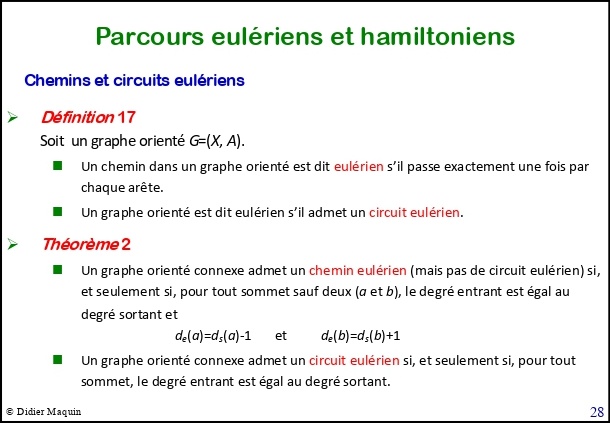 Parcours eulériens et hamiltoniens
Chemins et circuits eulériens
Définition 17
Soit un graphe orienté G=(X, A).
Un chemin dans un graphe orienté est dit eulérien s’il passe exactement une fois par
chaque arête.
Un graphe orienté est dit eulérien s’il admet un circuit eulérien.
Théorème 2
Un graphe orienté connexe admet un chemin eulérien (mais pas de circuit eulérien) si,
et seulement si, pour tout sommet sauf deux (a et b), le degré entrant est égal au
degré sortant et
de(a)=ds(a)-1 et de(b)=ds(b)+1
Un graphe orienté connexe admet un circuit eulérien si, et seulement si, pour tout
sommet, le degré entrant est égal au degré sortant.
© Didier Maquin 28